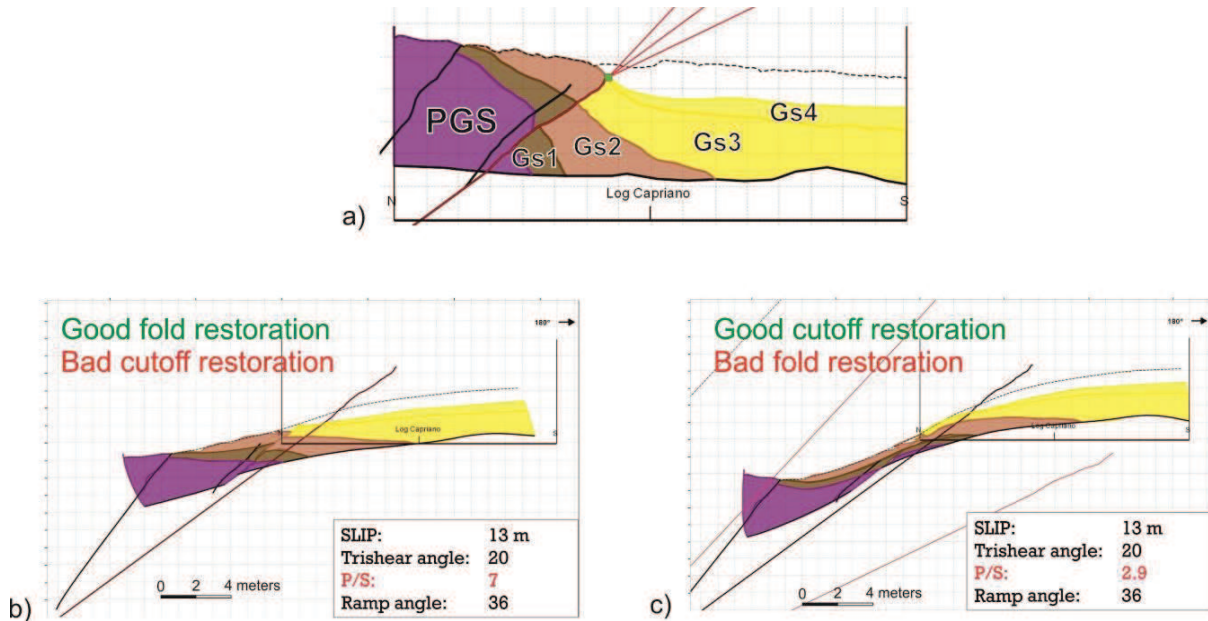 PGS
Gs1
Gs2
Gs3
Gs4
Log Capriano
N
S
a)
Good fold restoration
Bad cutoff restoration
180°
Log Capriano
S
SLIP: 13 m
Trishear angle: 20
P/S: 7
Ramp angle: 36
0 2 4 meters
b)
Good cutoff restoration
Bad fold restoration
180°
N
Log Capriano
S
SLIP: 13 m
Trishear angle: 20
P/S: 2.9
Ramp angle: 36
0 2 4 meters
c)